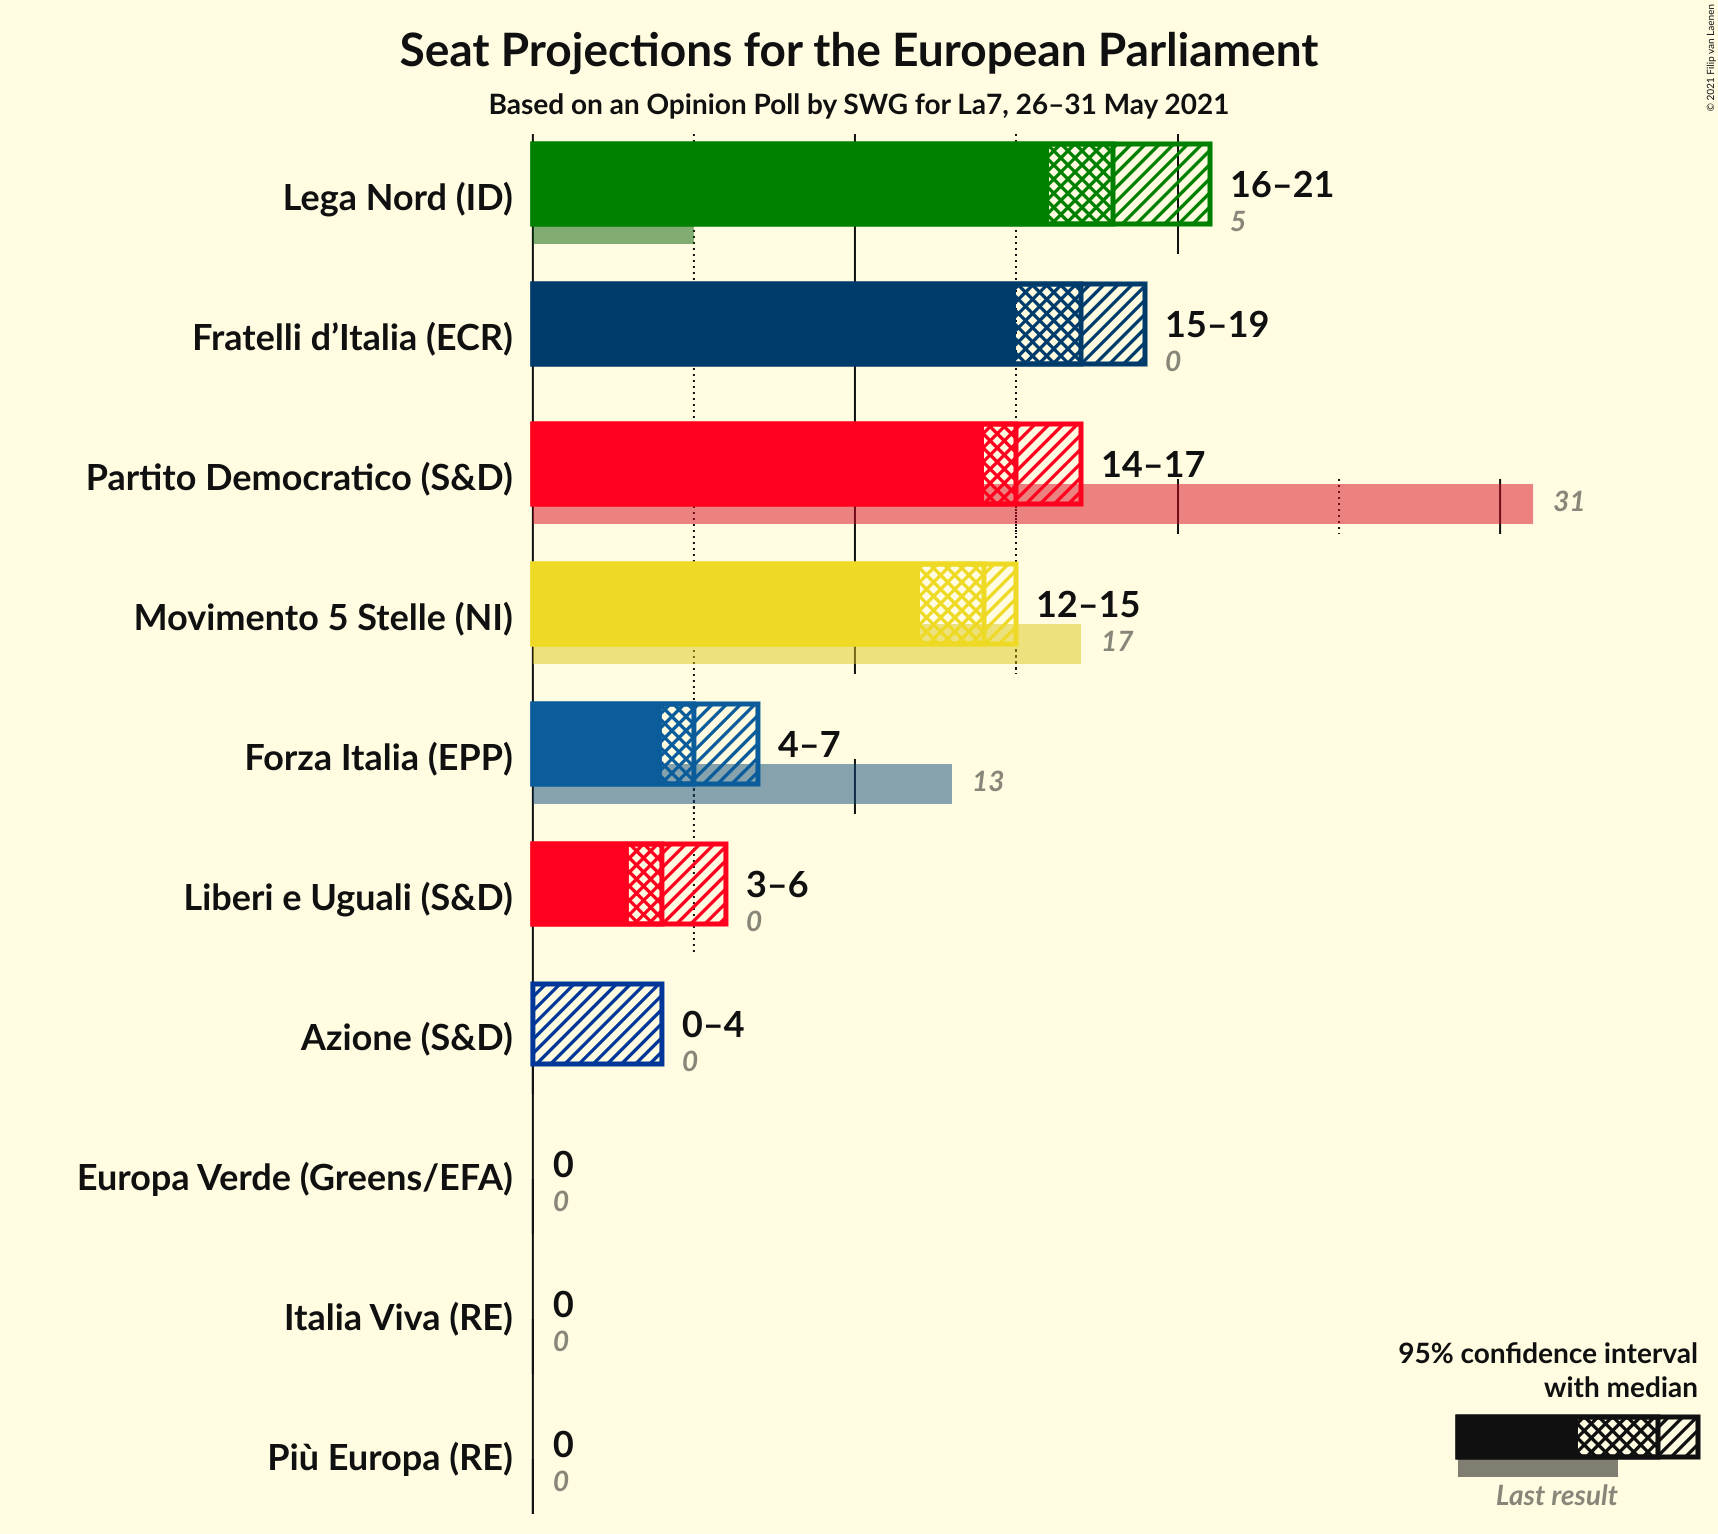 Seat Projections for the European Parliament
Based on an Opinion Poll by SWG for La7, 26–31 May 2021
© 2021 Filip van Laenen
Lega Nord (ID)
16–21
5
Fratelli d’Italia (ECR)
15–19
0
Partito Democratico (S&D)
14–17
31
Movimento 5 Stelle (NI)
12–15
17
Forza Italia (EPP)
4–7
13
Liberi e Uguali (S&D)
3–6
0
Azione (S&D)
0–4
0
Europa Verde (Greens/EFA)
0
0
Italia Viva (RE)
0
0
Più Europa (RE)
0
0
95% confidence interval
with median
Last result